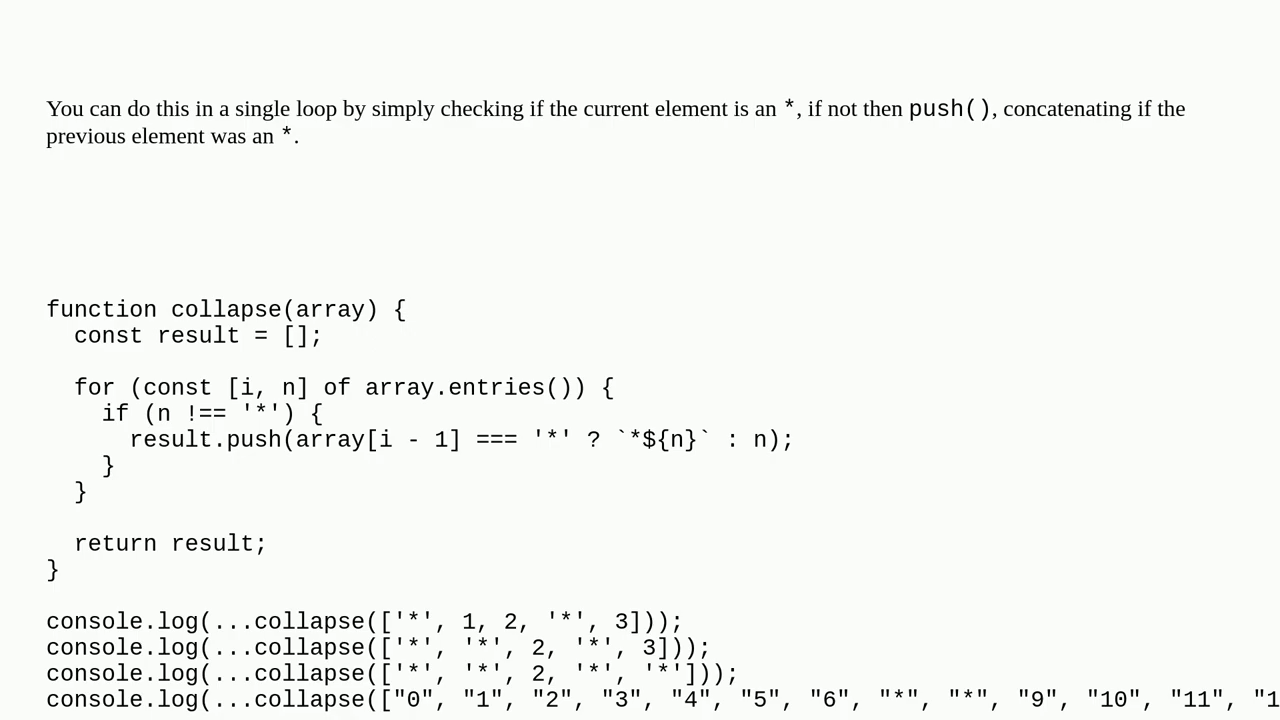 You can do this in a single loop by simply checking if the current element is an *, if not then push(), concatenating if the
previous element was an *.
function collapse(array) {
  const result = [];
  for (const [i, n] of array.entries()) {
    if (n !== '*') {
      result.push(array[i - 1] === '*' ? `*${n}` : n);
    }
  }
  return result;
}
console.log(...collapse(['*', 1, 2, '*', 3]));
console.log(...collapse(['*', '*', 2, '*', 3]));
console.log(...collapse(['*', '*', 2, '*', '*']));
console.log(...collapse(["0", "1", "2", "3", "4", "5", "6", "*", "*", "9", "10", "11", "1